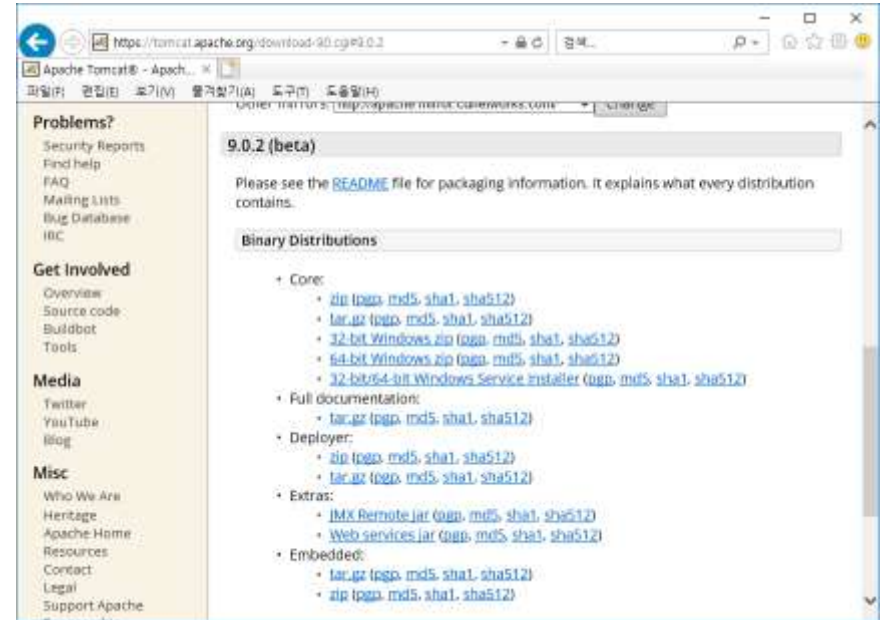 https://tomcat.apache.org/download-90.cgi#9.0.2
검색...
Apache Tomcat® - Apach...
파일(F) 편집(E) 보기(V) 즐겨찾기(A) 도구(T) 도움말(H)
Other mirrors: Change
Problems?
Security Reports
Find help
FAQ
Mailing Lists
Bug Database
IRC
Get Involved
Overview
Source code
Buildbot
Tools
Media
Twitter
YouTube
Blog
Misc
Who We Are
Heritage
Apache Home
Resources
Contact
Legal
Support Apache
9.0.2 (beta)
Please see the README file for packaging information. It explains what every distribution
contains.
Binary Distributions
Core:
zip (pgp, md5, sha1, sha512)
tar.gz (pgp, md5, sha1, sha512)
32-bit Windows zip (pgp, md5, sha1, sha512)
64-bit Windows zip (pgp, md5, sha1, sha512)
32-bit/64-bit Windows Service Installer (pgp, md5, sha1, sha512)
Full documentation:
tar.gz (pgp, md5, sha1, sha512)
Deployer:
zip (pgp, md5, sha1, sha512)
tar.gz (pgp, md5, sha1, sha512)
Extras:
JMX Remote jar (pgp, md5, sha1, sha512)
Web services jar (pgp, md5, sha1, sha512)
Embedded:
tar.gz (pgp, md5, sha1, sha512)
zip (pgp, md5, sha1, sha512)